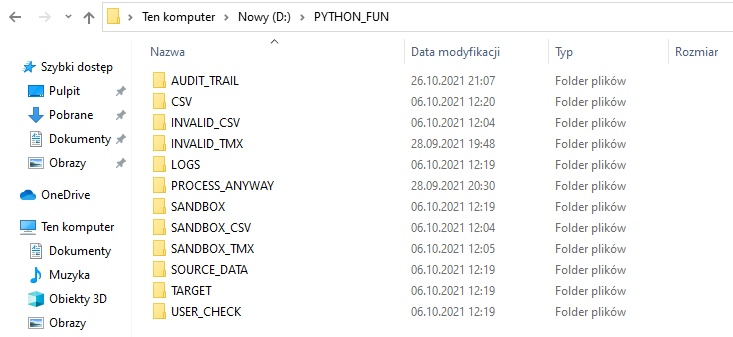 Ten komputer > Nowy (D:) > PYTHON_FUN
Nazwa Data modyfikacji Typ Rozmiar
Szybki dostęp
Pulpit
Pobrane
Dokumenty
Obrazy
OneDrive
Ten komputer
Dokumenty
Muzyka
Obiekty 3D
Obrazy
AUDIT_TRAIL 26.10.2021 21:07 Folder plików
CSV 06.10.2021 12:20 Folder plików
INVALID_CSV 06.10.2021 12:04 Folder plików
INVALID_TMX 28.09.2021 19:48 Folder plików
LOGS 06.10.2021 12:19 Folder plików
PROCESS_ANYWAY 28.09.2021 20:30 Folder plików
SANDBOX 06.10.2021 12:19 Folder plików
SANDBOX_CSV 06.10.2021 12:04 Folder plików
SANDBOX_TMX 06.10.2021 12:05 Folder plików
SOURCE_DATA 06.10.2021 12:19 Folder plików
TARGET 06.10.2021 12:19 Folder plików
USER_CHECK 06.10.2021 12:19 Folder plików